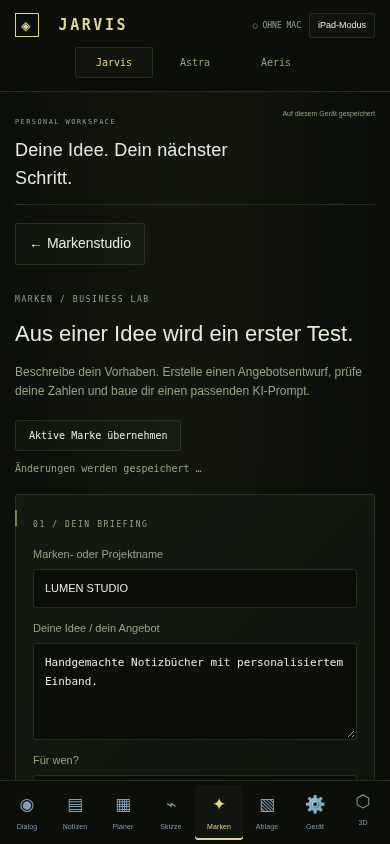 JARVIS
○ OHNE MAC
iPad-Modus
Jarvis
Astra
Aeris
PERSONAL WORKSPACE
Auf diesem Gerät gespeichert
Deine Idee. Dein nächster
Schritt.
← Markenstudio
MARKEN / BUSINESS LAB
Aus einer Idee wird ein erster Test.
Beschreibe dein Vorhaben. Erstelle einen Angebotsentwurf, prüfe
deine Zahlen und baue dir einen passenden KI-Prompt.
Aktive Marke übernehmen
Änderungen werden gespeichert …
01 / DEIN BRIEFING
Marken- oder Projektname
LUMEN STUDIO
Deine Idee / dein Angebot
Handgemachte Notizbücher mit personalisiertem
Einband.
Für wen?
Dialog
Notizen
Planer
Skizze
Marken
Ablage
Gerät
3D